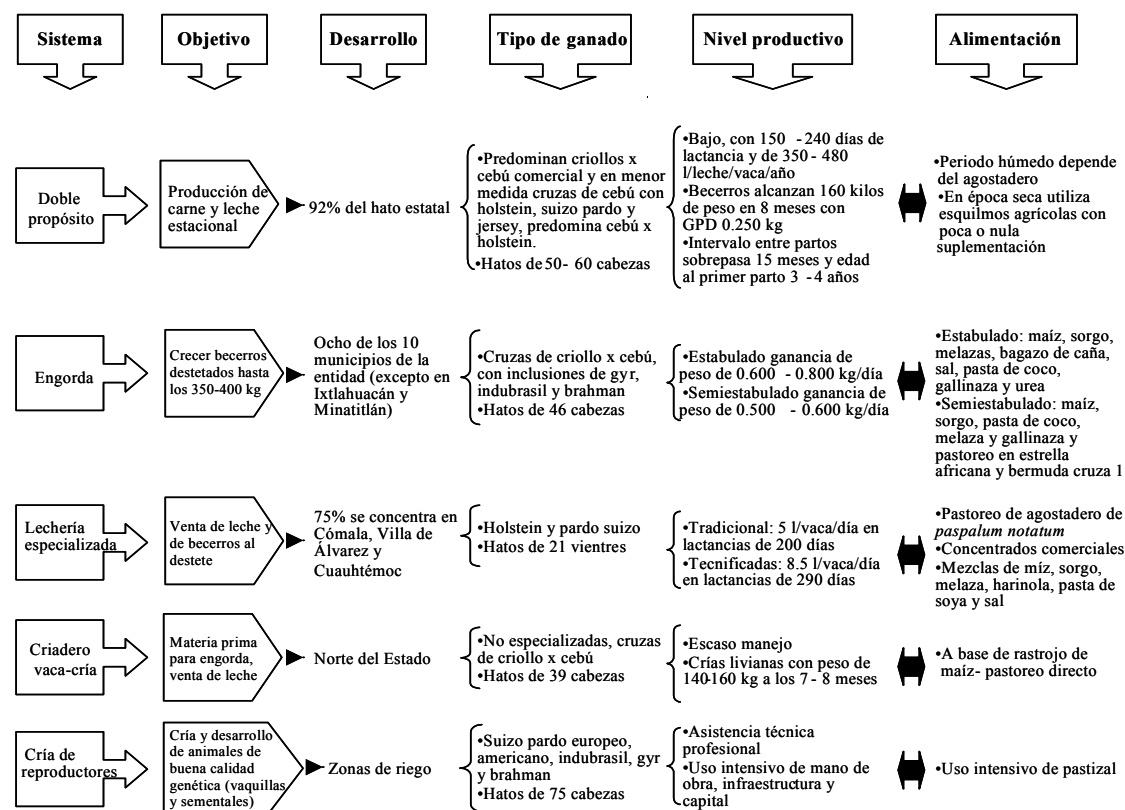 Sistema
Objetivo
Desarrollo
Tipo de ganado
Nivel productivo
Alimentación
Doble
propósito
Producción de
carne y leche
estacional
92% del hato estatal
•Predominan criollos x
cebú comercial y en menor
medida cruzas de cebú con
holstein, suizo pardo y
jersey, predomina cebú x
holstein.
•Hatos de 50- 60 cabezas
•Bajo, con 150 - 240 días de
lactancia y de 350 - 480
l/leche/vaca/año
•Becerros alcanzan 160 kilos
de peso en 8 meses con
GPD 0.250 kg
•Intervalo entre partos
sobrepasa 15 meses y edad
al primer parto 3 - 4 años
•Periodo húmedo depende
del agostadero
•En época seca utiliza
esquilmos agrícolas con
poca o nula
suplementación
Engorda
Crecer becerros
destetados hasta
los 350-400 kg
Ocho de los 10
municipios de la
entidad (excepto en
Ixtlahuacán y
Minatitlán)
•Cruzas de criollo x cebú,
con inclusiones de gyr,
indubrasil y brahman
•Hatos de 46 cabezas
•Estabulado ganancia de
peso de 0.600 - 0.800 kg/día
•Semiestabulado ganancia de
peso de 0.500 - 0.600 kg/día
•Estabulado: maíz, sorgo,
melazas, bagazo de caña,
sal, pasta de coco,
gallinaza y urea
•Semiestabulado: maíz,
sorgo, pasta de coco,
melaza y gallinaza y
pastoreo en estrella
africana y bermuda cruza 1
Lechería
especializada
Venta de leche y
de becerros al
destete
75% se concentra en
Cómala, Villa de
Álvarez y
Cuauhtémoc
•Holstein y pardo suizo
•Hatos de 21 vientres
•Tradicional: 5 l/vaca/día en
lactancias de 200 días
•Tecnificadas: 8.5 l/vaca/día
en lactancias de 290 días
•Pastoreo de agostadero de
paspalum notatum
•Concentrados comerciales
•Mezclas de míz, sorgo,
melaza, harinola, pasta de
soya y sal
Criadero
vaca-cría
Materia prima
para engorda,
venta de leche
Norte del Estado
•No especializadas, cruzas
de criollo x cebú
•Hatos de 39 cabezas
•Escaso manejo
•Crías livianas con peso de
140-160 kg a los 7 - 8 meses
•A base de rastrojo de
maíz- pastoreo directo
Cría de
reproductores
Cría y desarrollo
de animales de
buena calidad
genética (vaquillas
y sementales)
Zonas de riego
•Suizo pardo europeo,
americano, indubrasil, gyr
y brahman
•Hatos de 75 cabezas
•Asistencia técnica
profesional
•Uso intensivo de mano de
obra, infraestructura y
capital
•Uso intensivo de pastizal